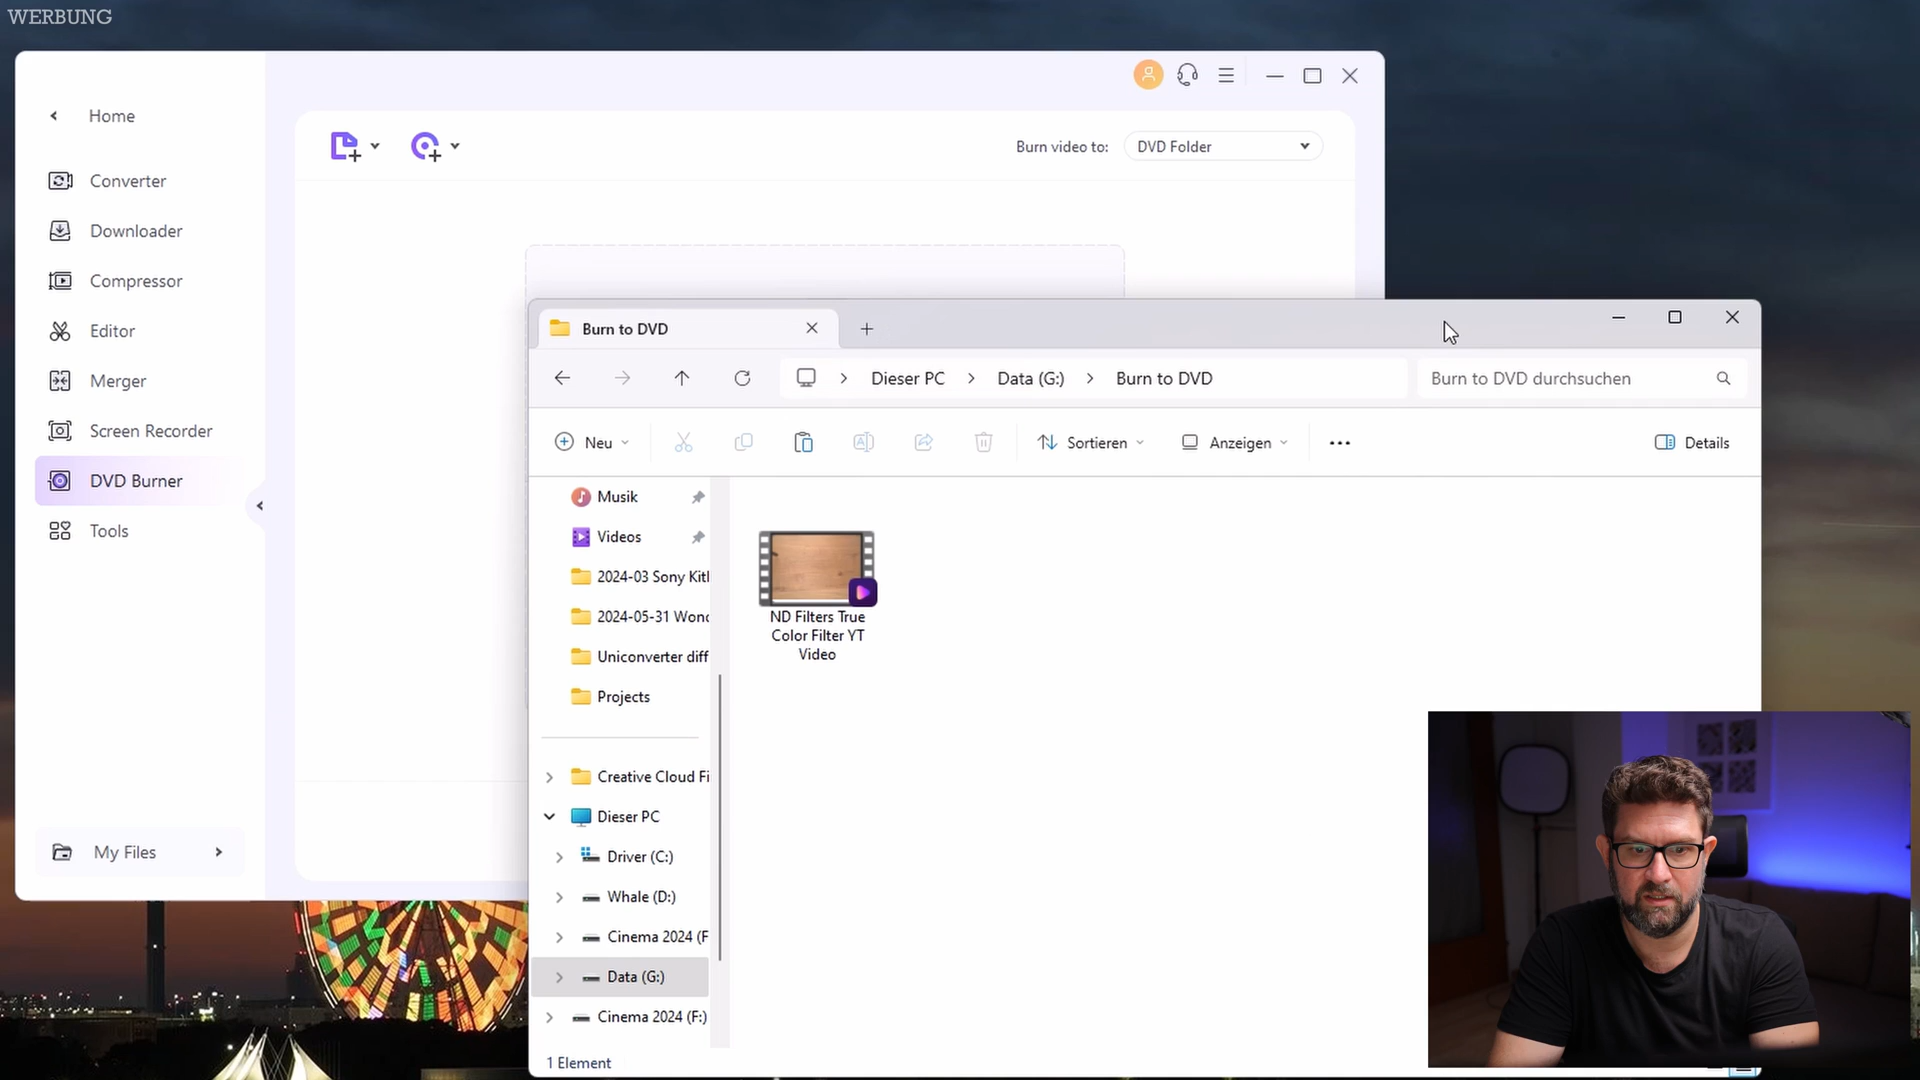 WERBUNG
Home
Converter
Downloader
Compressor
Editor
Merger
Screen Recorder
DVD Burner
Tools
My Files
Burn video to:
DVD Folder
Burn to DVD
Dieser PC
Data (G:)
Burn to DVD
Burn to DVD durchsuchen
Neu
Sortieren
Anzeigen
Details
Musik
Videos
2024-03 Sony Kit
2024-05-31 Wond
Uniconverter diff
Projects
Creative Cloud Fi
Dieser PC
Driver (C:)
Whale (D:)
Cinema 2024 (F
Data (G:)
Cinema 2024 (F:)
ND Filters True
Color Filter YT
Video
1 Element